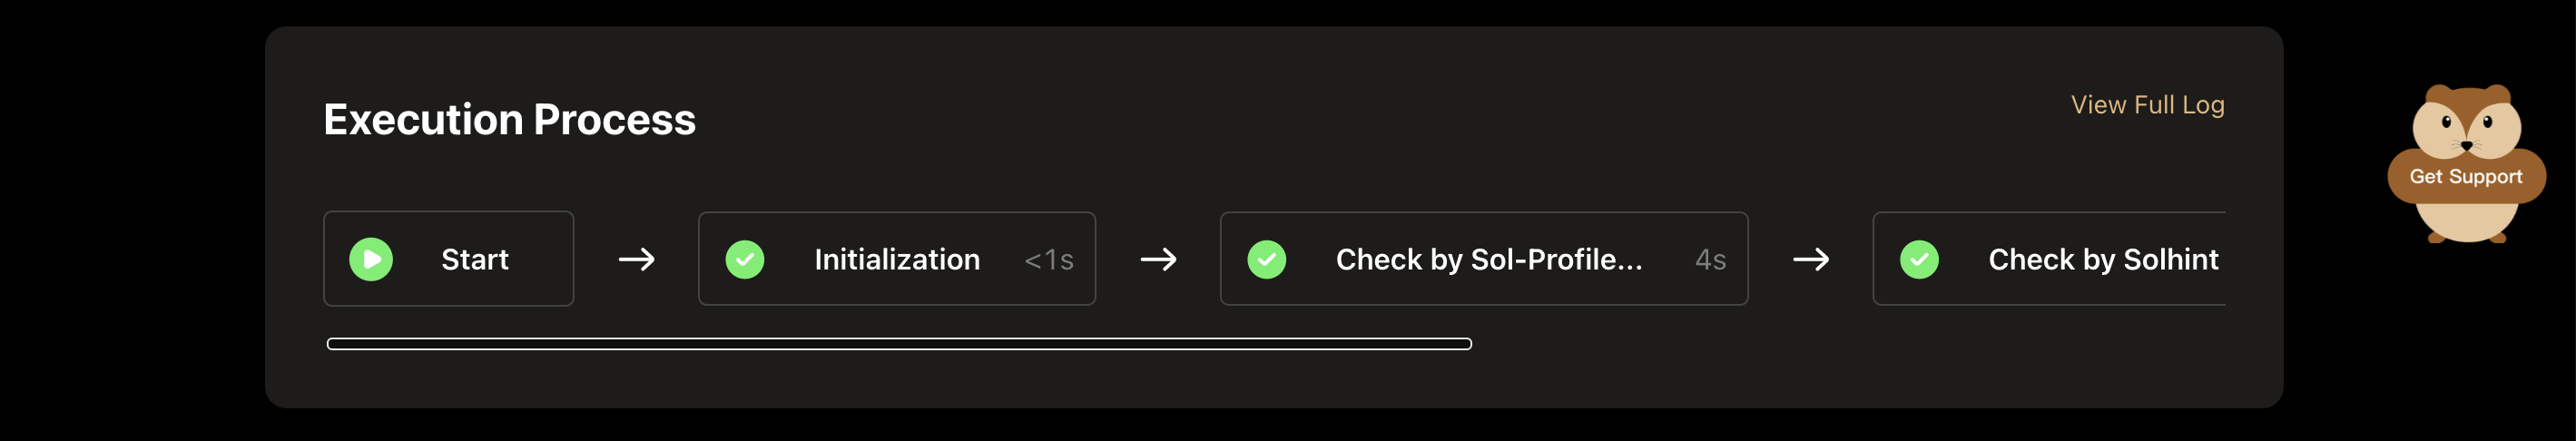 Execution Process
View Full Log
Get Support
Start
Initialization <1s
Check by Sol-Profile... 4s
Check by Solhint